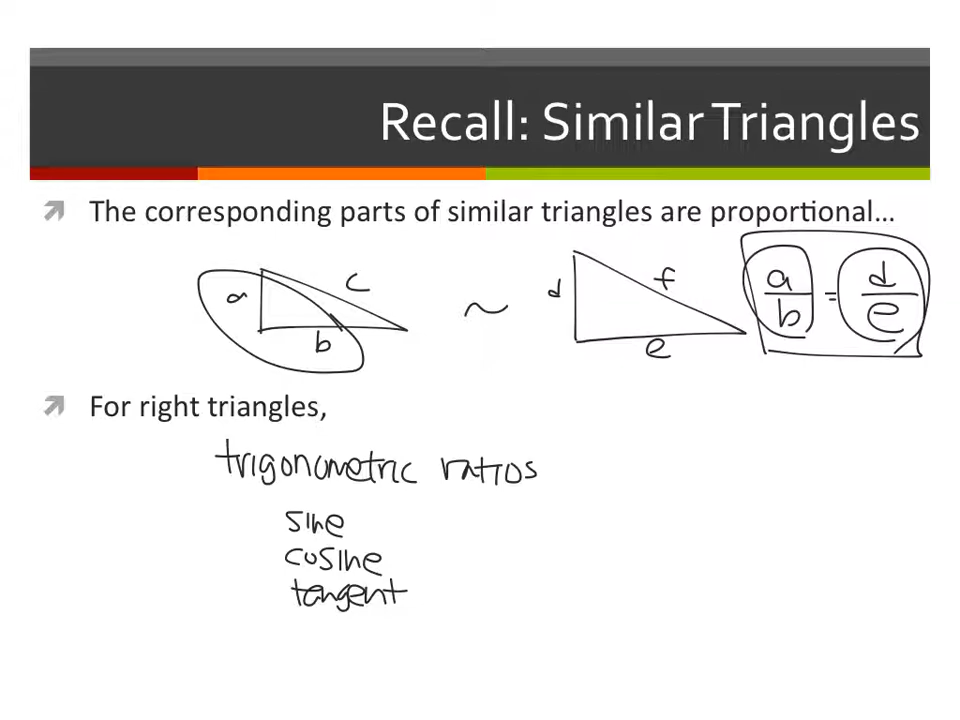 Recall: Similar Triangles
The corresponding parts of similar triangles are proportional...
a c b ~ d f e a/b = d/e
For right triangles,
trigonometric ratios
sine
cosine
tangent